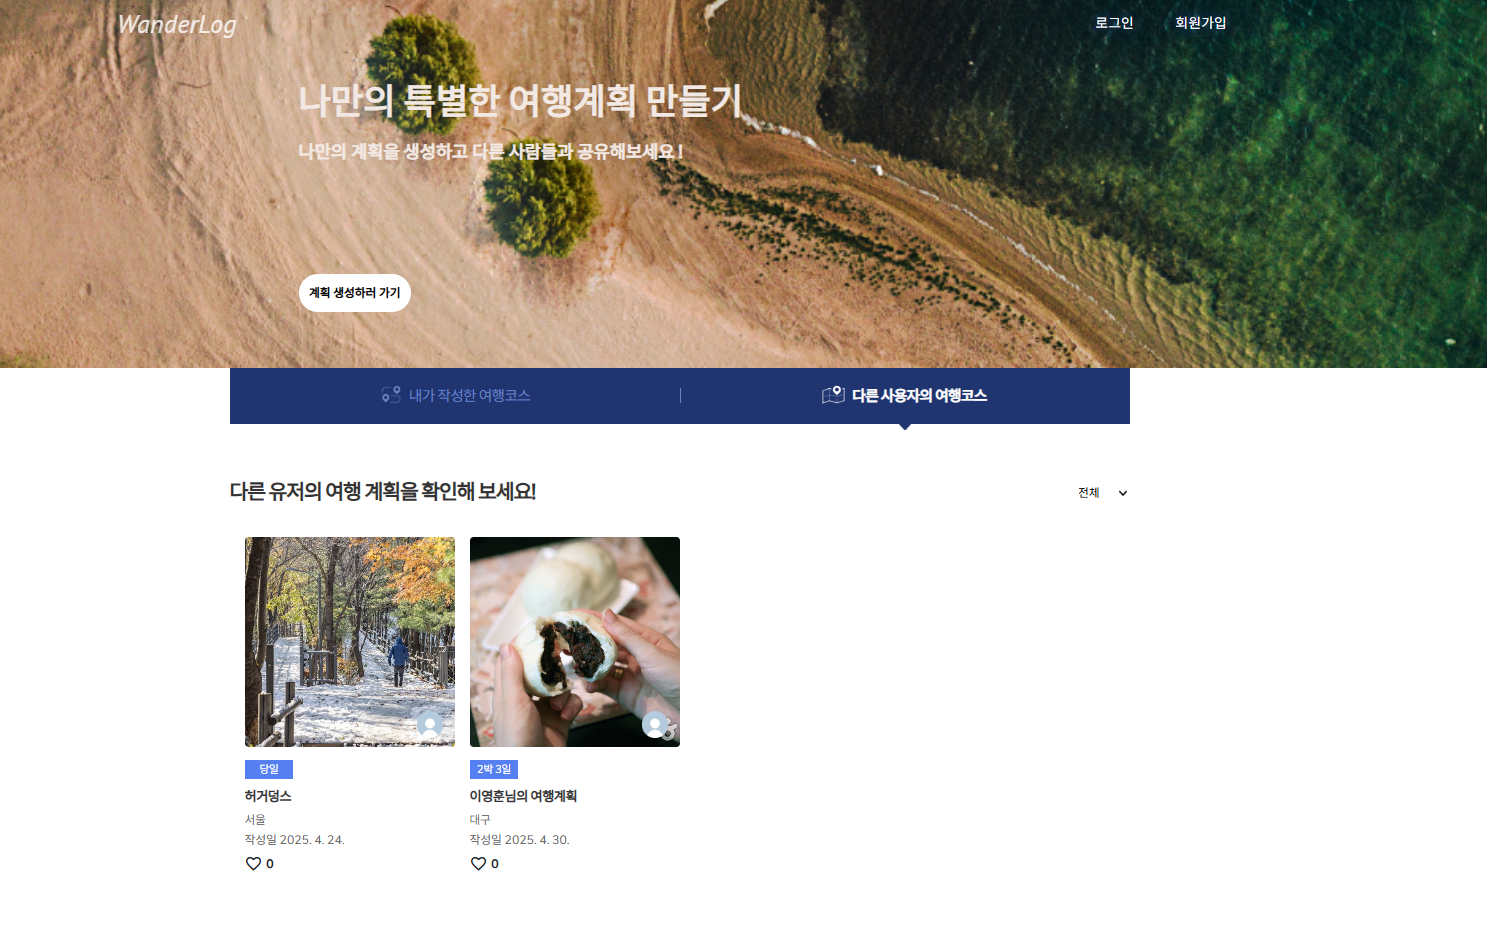 WanderLog
로그인
회원가입
나만의 특별한 여행계획 만들기
나만의 계획을 생성하고 다른 사람들과 공유해보세요 !
계획 생성하러 가기
내가 작성한 여행코스
다른 사용자의 여행코스
다른 유저의 여행 계획을 확인해 보세요!
전체
당일
허거덩스
서울
작성일 2025. 4. 24.
0
2박 3일
이영훈님의 여행계획
대구
작성일 2025. 4. 30.
0